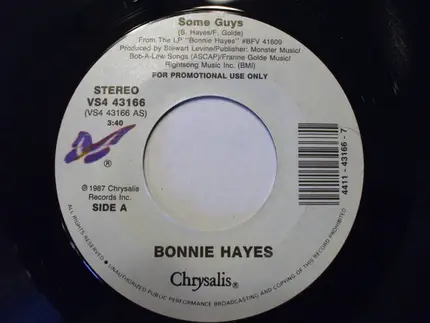 Some Guys
(B. Hayes/F. Golde)
From The LP "Bonnie Hayes" #BFV 41609
Produced by Stewart Levine/Publisher: Monster Music/
Bob-A-Lew Songs (ASCAP)/Franne Golde Music/
Rightsong Music Inc. (BMI)
FOR PROMOTIONAL USE ONLY
STEREO
VS4 43166
(VS4 43166 AS)
3:40
®
℗ 1987 Chrysalis
Records Inc.
SIDE A
4411-43166-7
BONNIE HAYES
Chrysalis®
ALL RIGHTS RESERVED • UNAUTHORIZED PUBLIC PERFORMANCE BROADCASTING AND COPYING OF THIS RECORD PROHIBITED